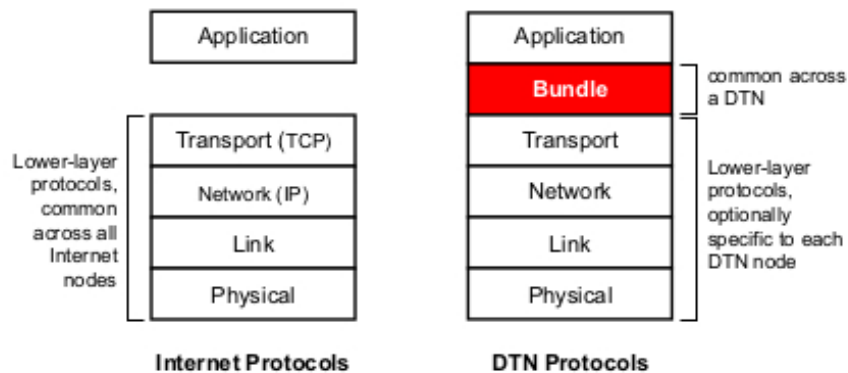 Application
Transport (TCP)
Network (IP)
Link
Physical
Lower-layer
protocols,
common
across all
Internet
nodes
Internet Protocols
Application
Bundle
Transport
Network
Link
Physical
common across
a DTN
Lower-layer
protocols,
optionally
specific to each
DTN node
DTN Protocols